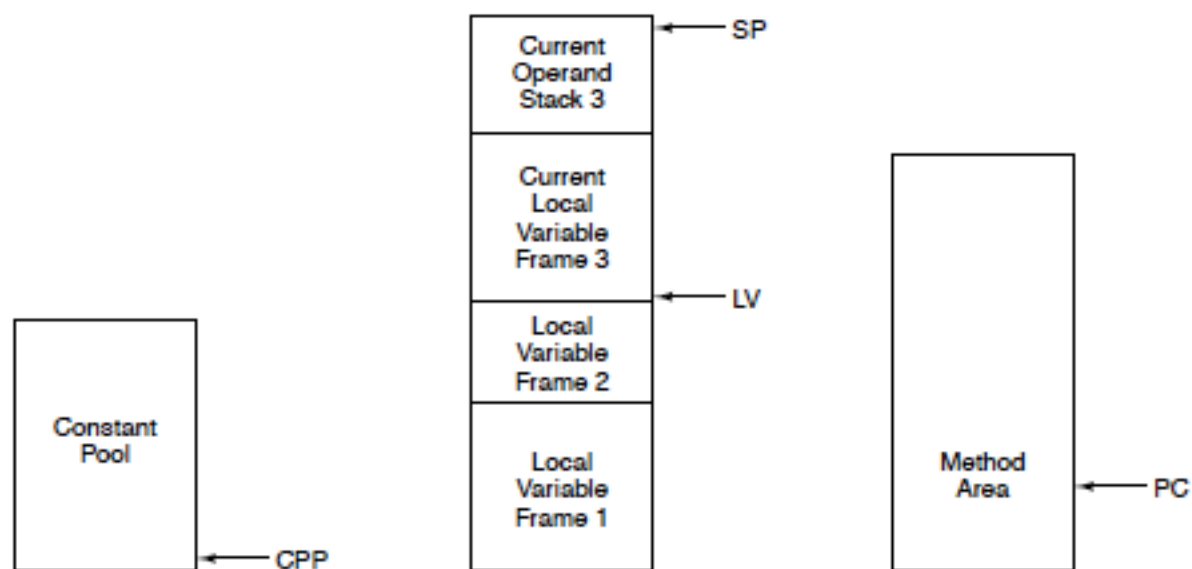 Current
Operand
Stack 3
SP
Current
Local
Variable
Frame 3
LV
Local
Variable
Frame 2
Constant
Pool
CPP
Local
Variable
Frame 1
Method
Area
PC